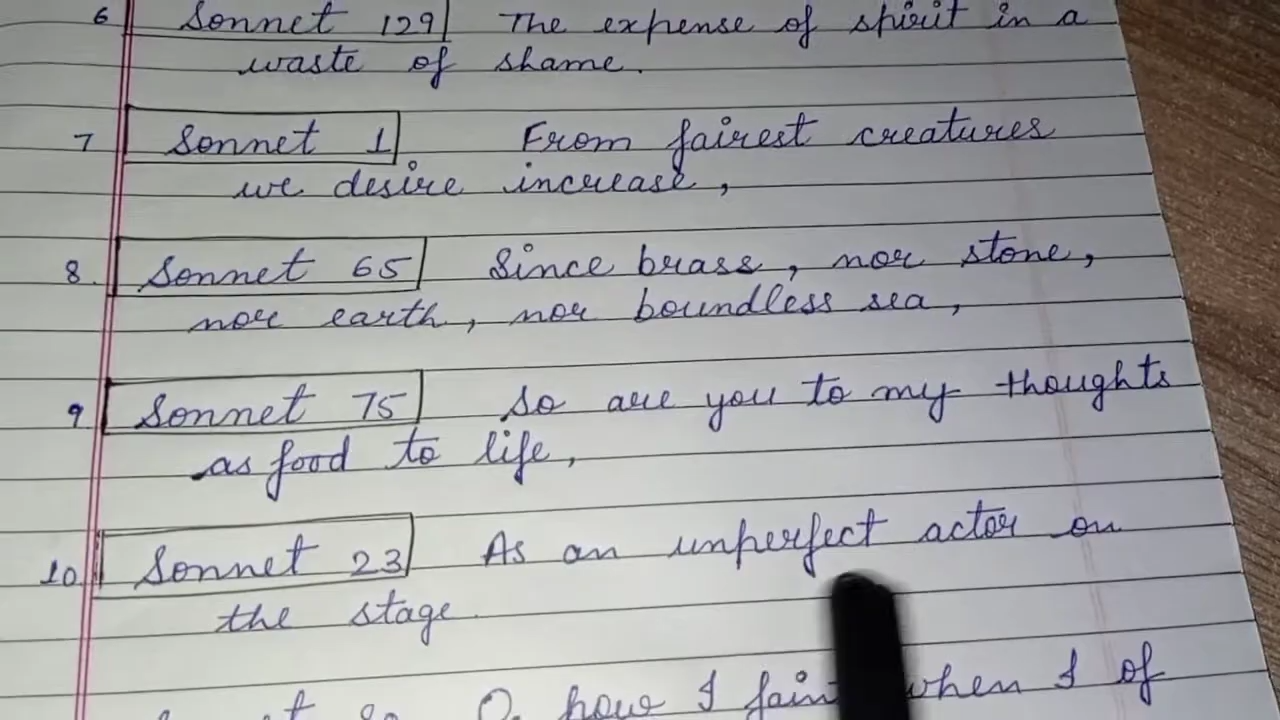 6 Sonnet 129 The expense of spirit in a
waste of shame.
7 Sonnet 1 From fairest creatures
we desire increase,
8. Sonnet 65 Since brass, nor stone,
nor earth, nor boundless sea,
9 Sonnet 75 So are you to my thoughts
as food to life,
10 Sonnet 23 As an unperfect actor on
the stage.
O, how I when I of